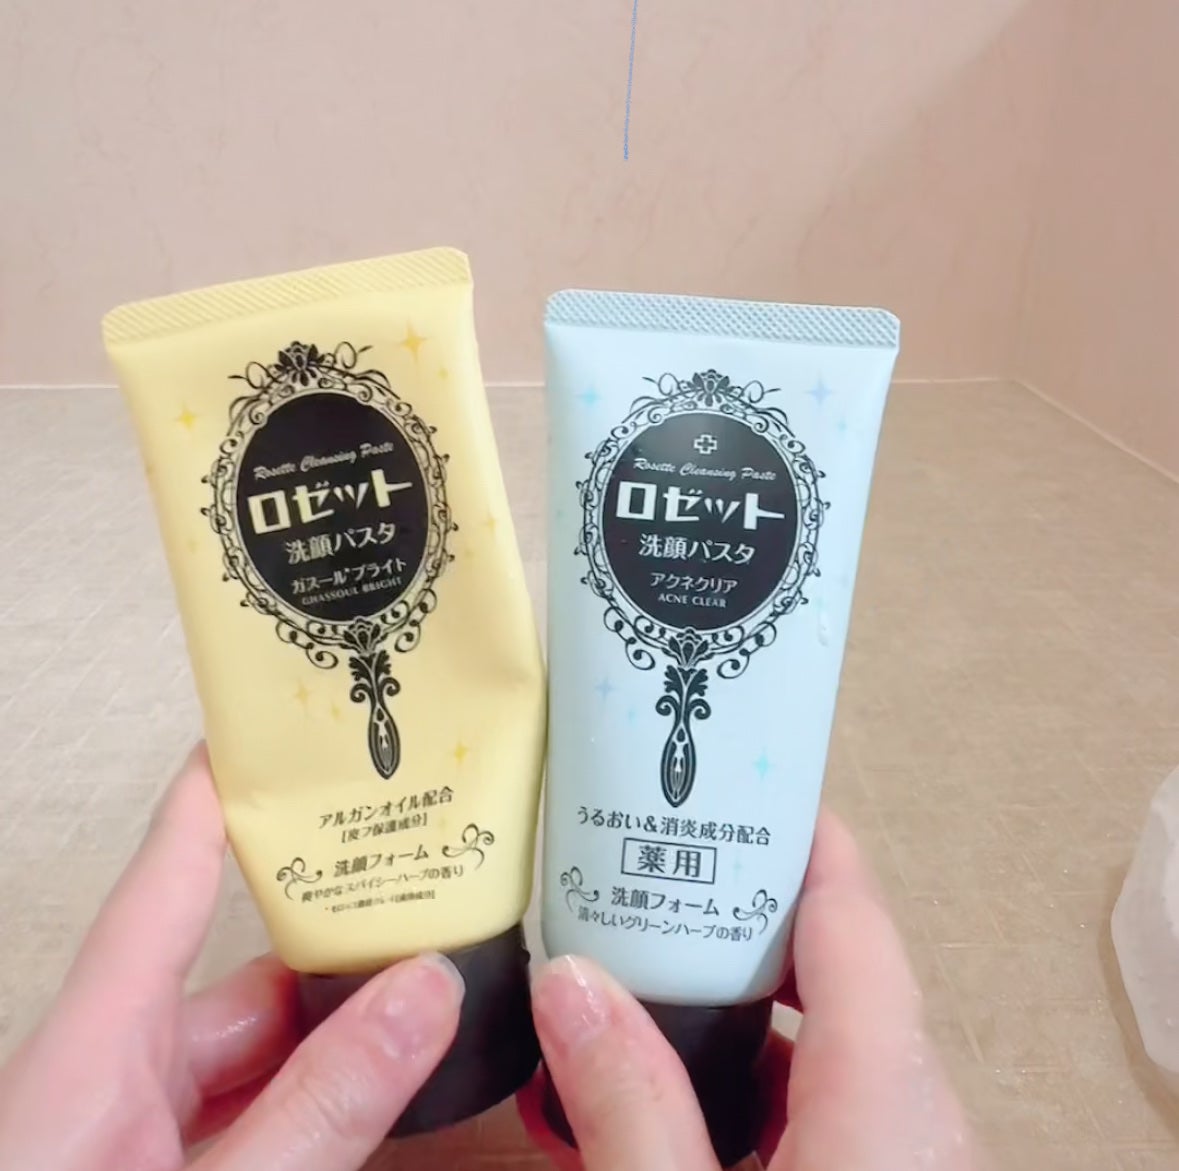 Rosette Cleansing Paste
ロゼット
洗顔パスタ
ガスール*ブライト
GHASSOUL BRIGHT
アルガンオイル配合
[皮フ保護成分]
洗顔フォーム
爽やかなスパイシーハーブの香り
Rosette Cleansing Paste
ロゼット
洗顔パスタ
アクネクリア
ACNE CLEAR
うるおい&消炎成分配合
薬用
洗顔フォーム
清々しいグリーンハーブの香り